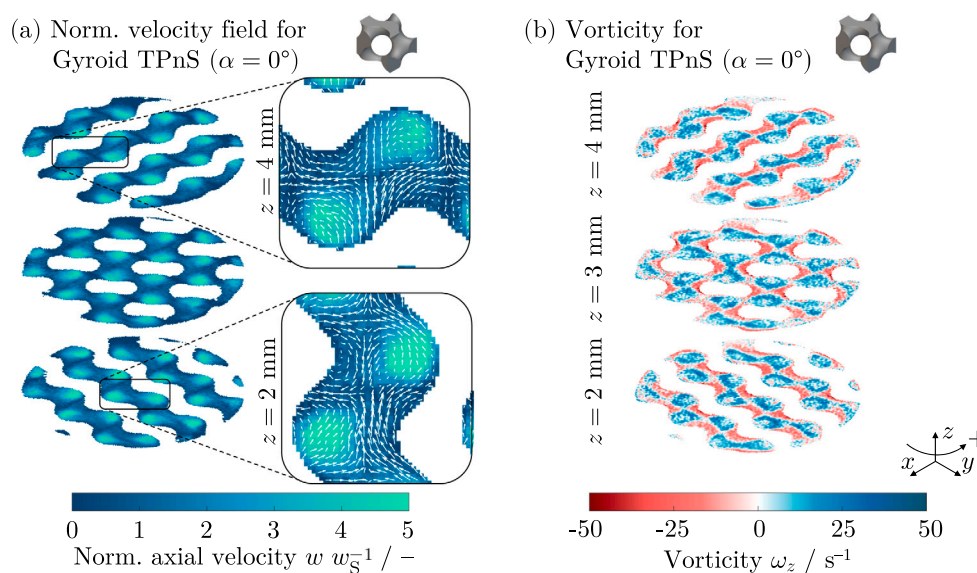 (a) Norm. velocity field for
Gyroid TPnS (α = 0°)
z = 4 mm
z = 2 mm
0 1 2 3 4 5
Norm. axial velocity w w_S^{-1} / −
(b) Vorticity for
Gyroid TPnS (α = 0°)
z = 4 mm
z = 3 mm
z = 2 mm
z
+
x y
-50 -25 0 25 50
Vorticity ω_z / s^{-1}